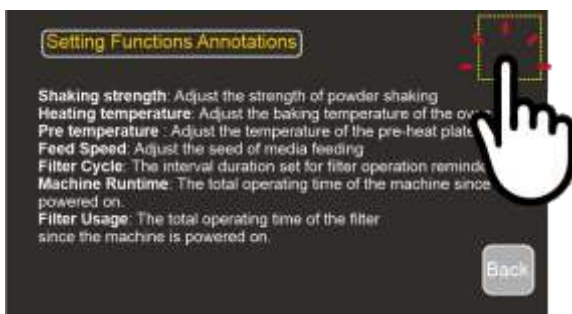 Setting Functions Annotations
Shaking strength: Adjust the strength of powder shaking
Heating temperature: Adjust the baking temperature of the
Pre temperature : Adjust the temperature of the pre-heat plate
Feed Speed: Adjust the seed of media feeding
Filter Cycle: The interval duration set for filter operation
Machine Runtime: The total operating time of the machine since
powered on.
Filter Usage: The total operating time of the filter
since the machine is powered on.
Back